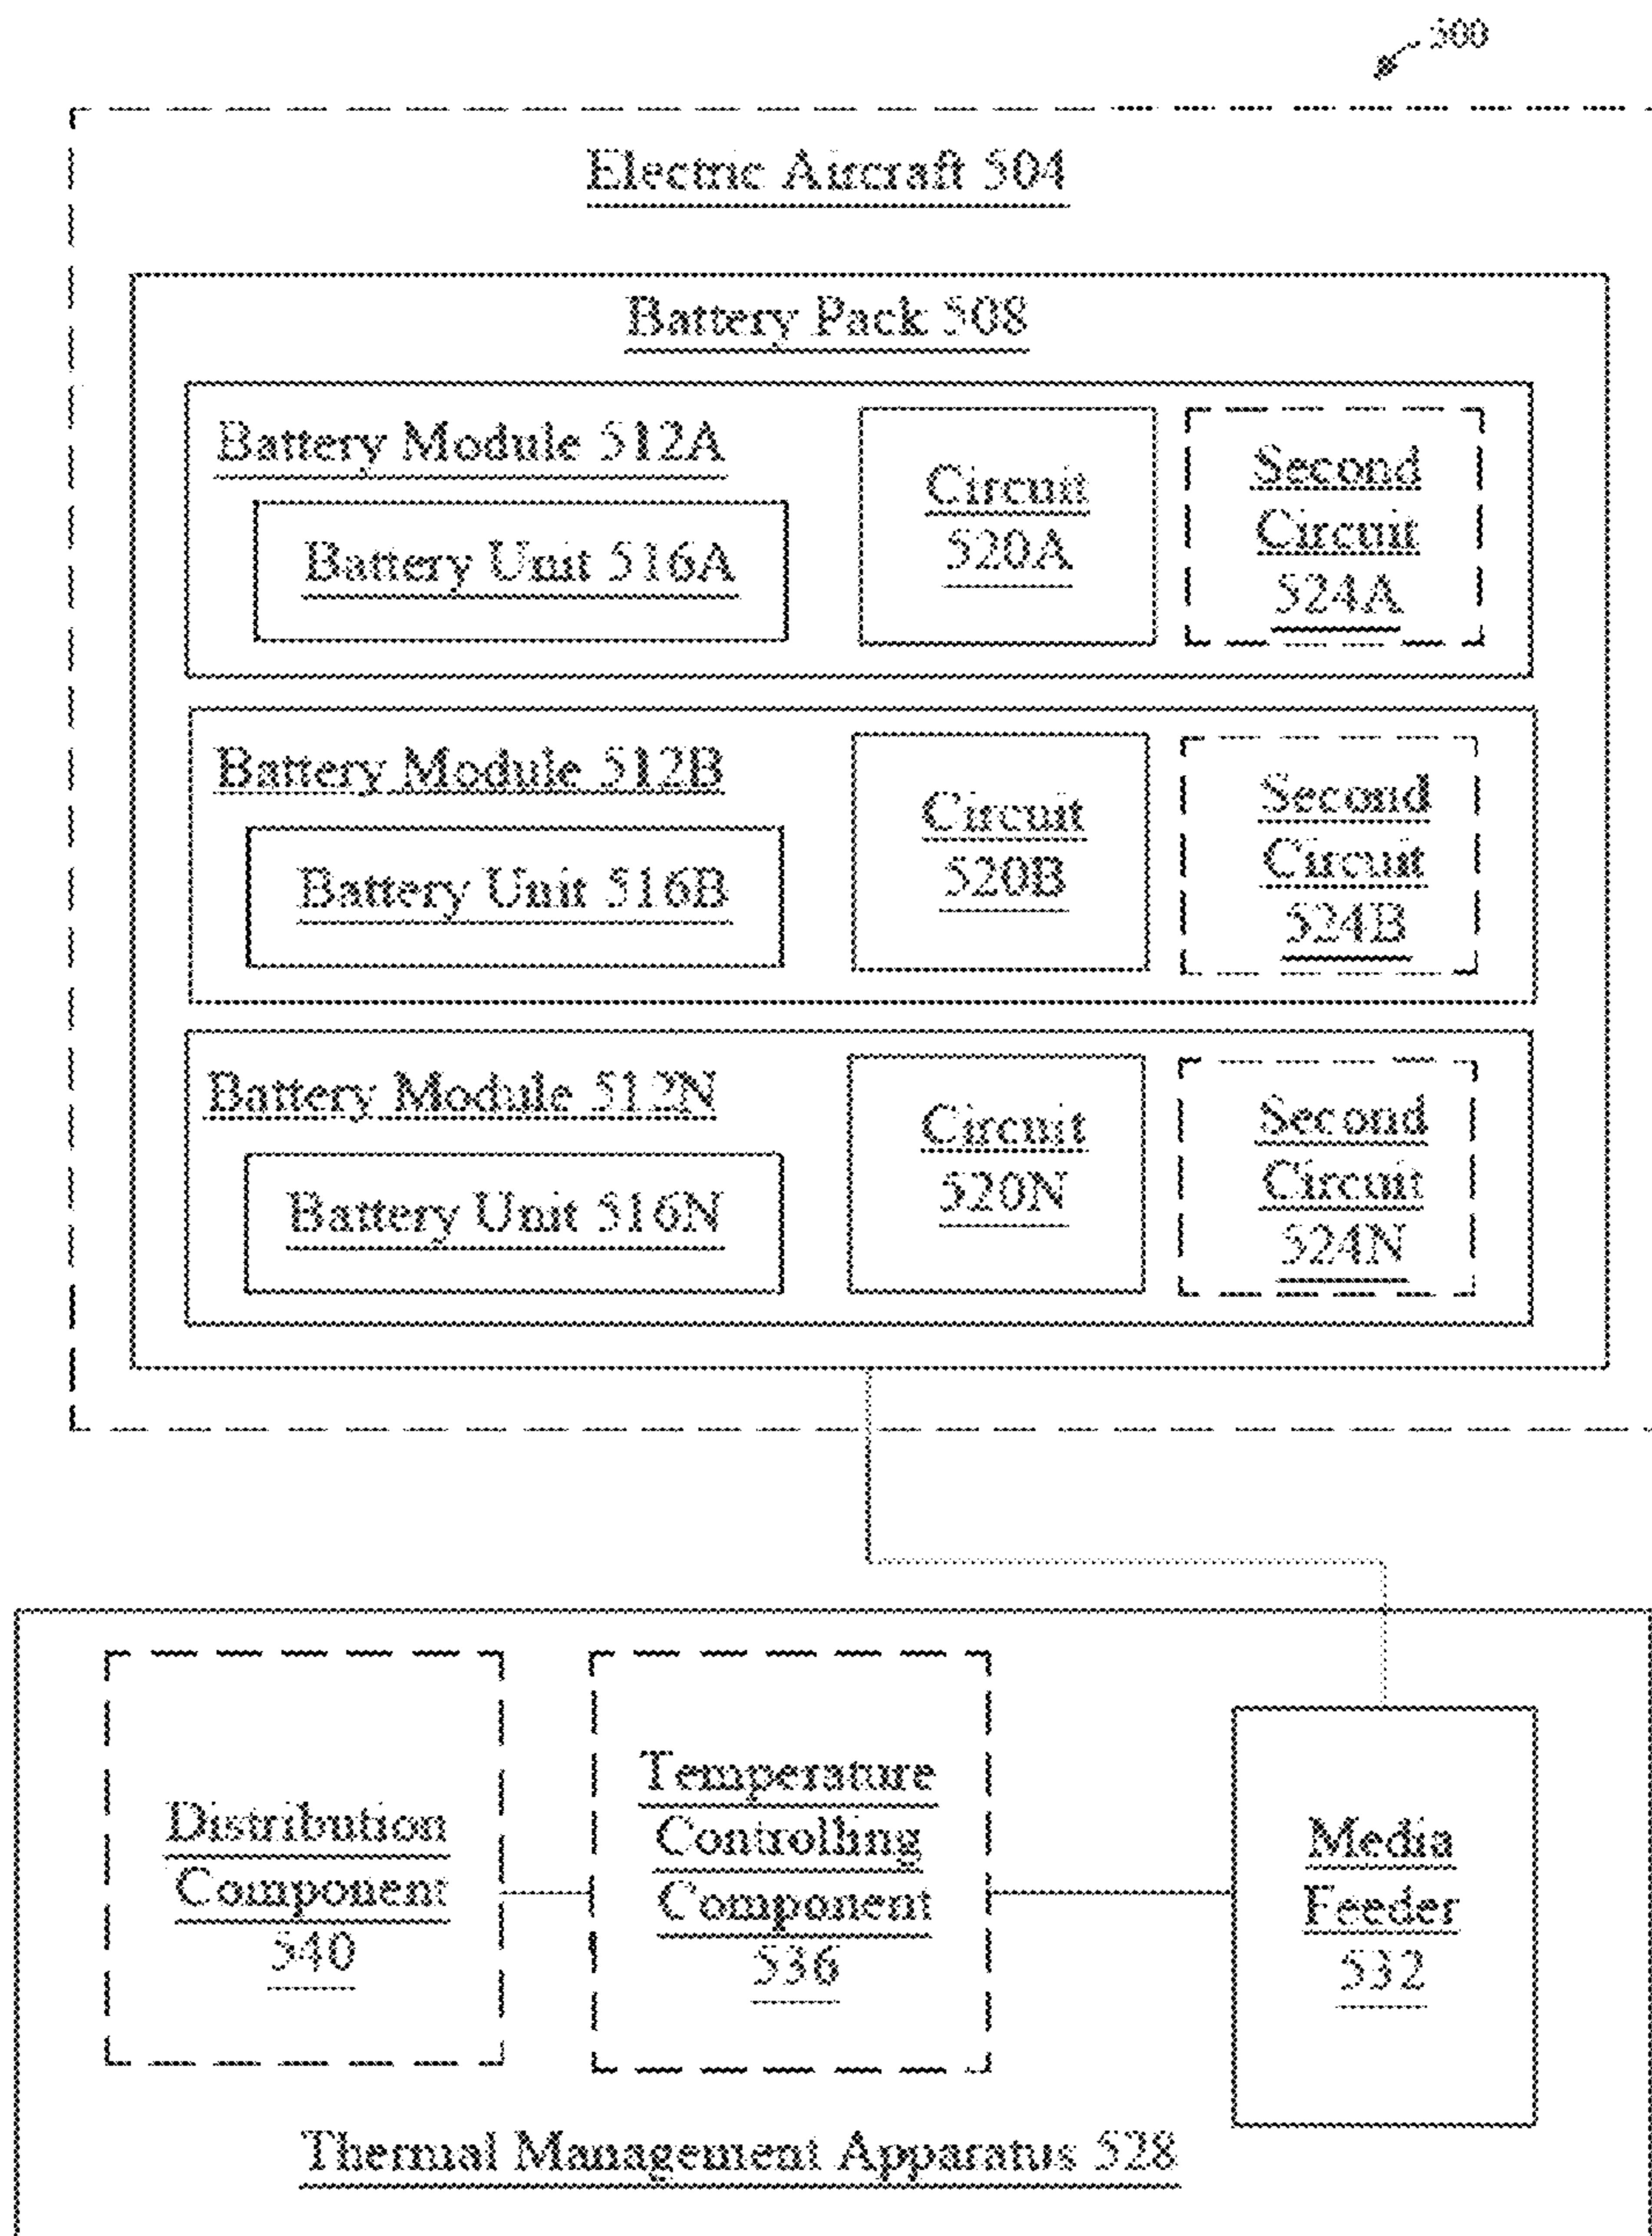 500
Electric Aircraft 504
Battery Pack 508
Battery Module 512A
Battery Unit 516A
Circuit
520A
Second
Circuit
524A
Battery Module 512B
Battery Unit 516B
Circuit
520B
Second
Circuit
524B
Battery Module 512N
Battery Unit 516N
Circuit
520N
Second
Circuit
524N
Distribution
Component
540
Temperature
Controlling
Component
536
Media
Feeder
532
Thermal Management Apparatus 528